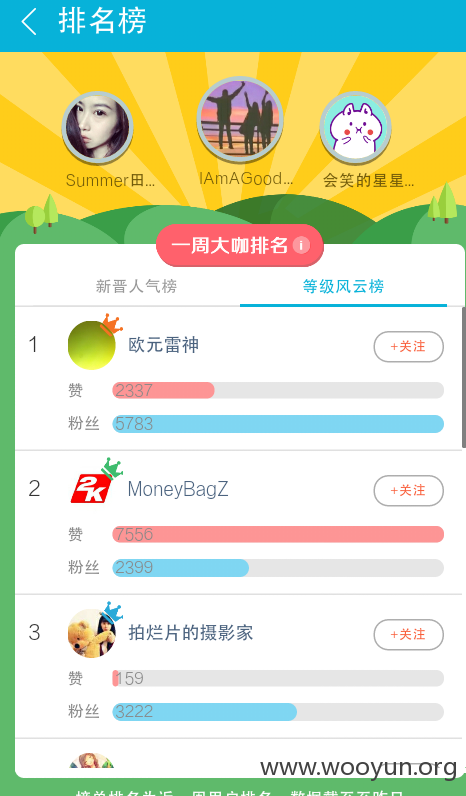 排名榜
Summer田...
IAmAGood...
会笑的星星...
一周大咖排名 i
新晋人气榜
等级风云榜
1
欧元雷神
+关注
赞
2337
粉丝
5783
2
2K
MoneyBagZ
+关注
赞
7556
粉丝
2399
3
拍烂片的摄影家
+关注
赞
159
粉丝
3222
www.wooyun.org